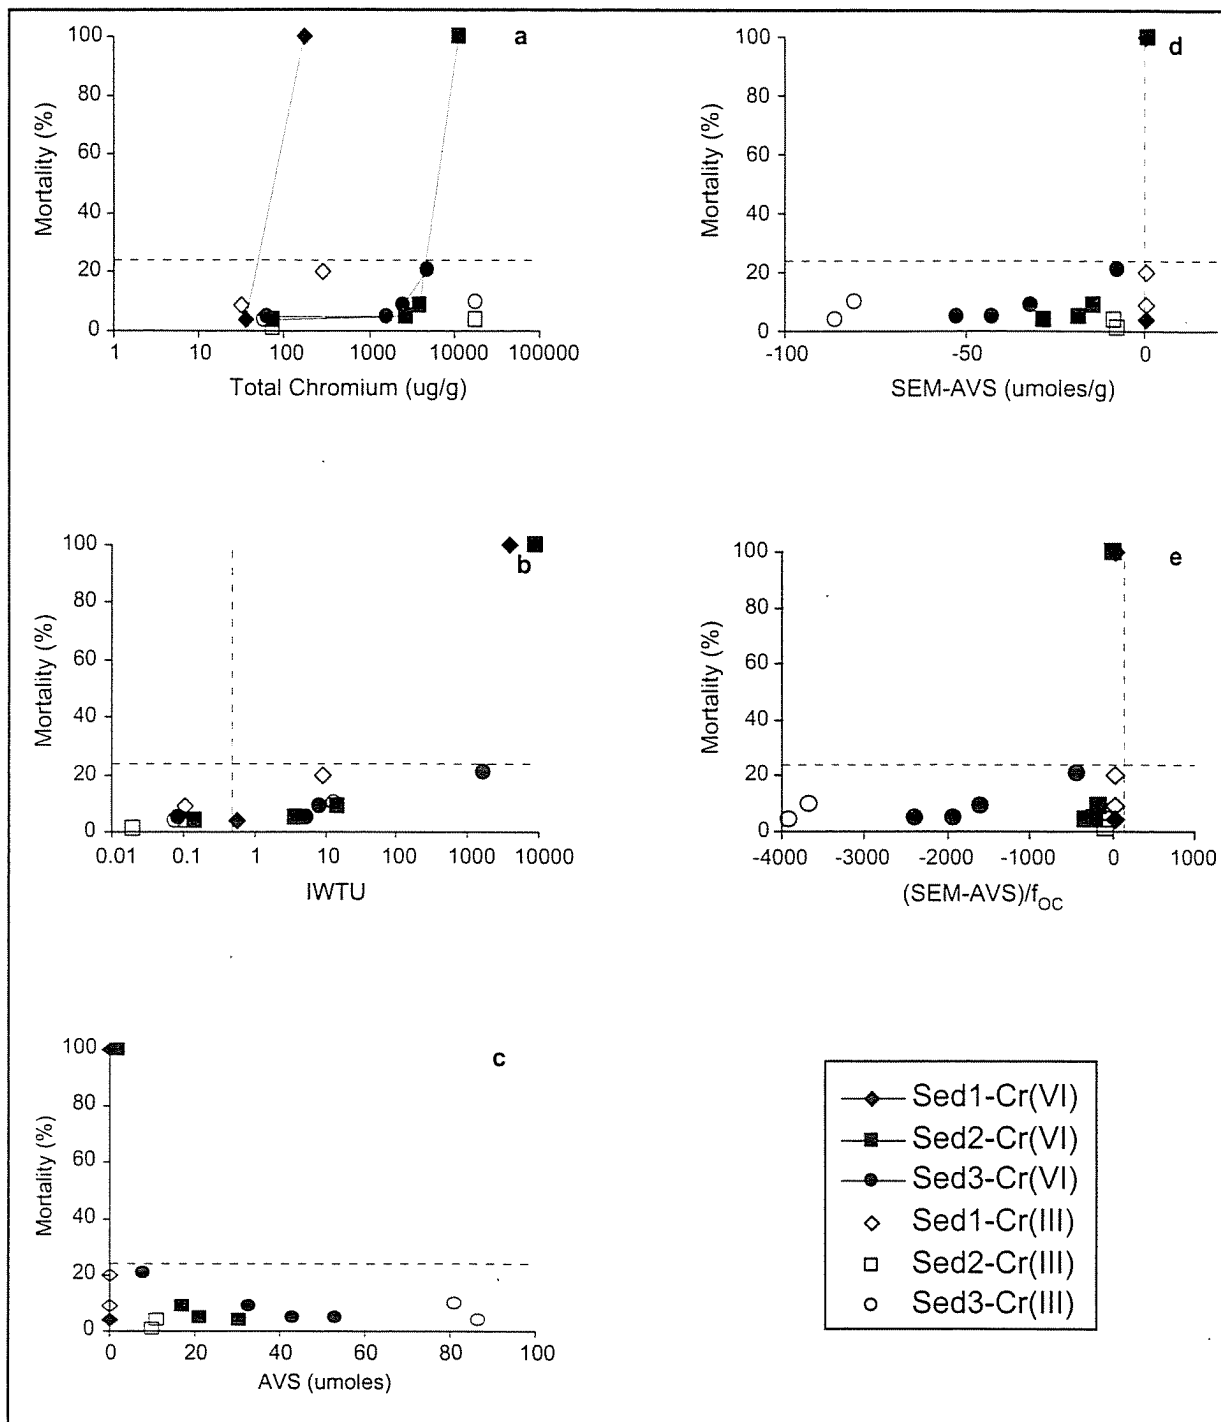 a
100
80
60
40
20
0
Mortality (%)
1
10
100
1000
10000
100000
Total Chromium (ug/g)
d
100
80
60
40
20
0
Mortality (%)
-100
-50
0
SEM-AVS (umoles/g)
b
100
80
60
40
20
0
Mortality (%)
0.01
0.1
1
10
100
1000
10000
IWTU
e
100
80
60
40
20
0
Mortality (%)
-4000
-3000
-2000
-1000
0
1000
(SEM-AVS)/fOC
c
100
80
60
40
20
0
Mortality (%)
0
20
40
60
80
100
AVS (umoles)
Sed1-Cr(VI)
Sed2-Cr(VI)
Sed3-Cr(VI)
Sed1-Cr(III)
Sed2-Cr(III)
Sed3-Cr(III)